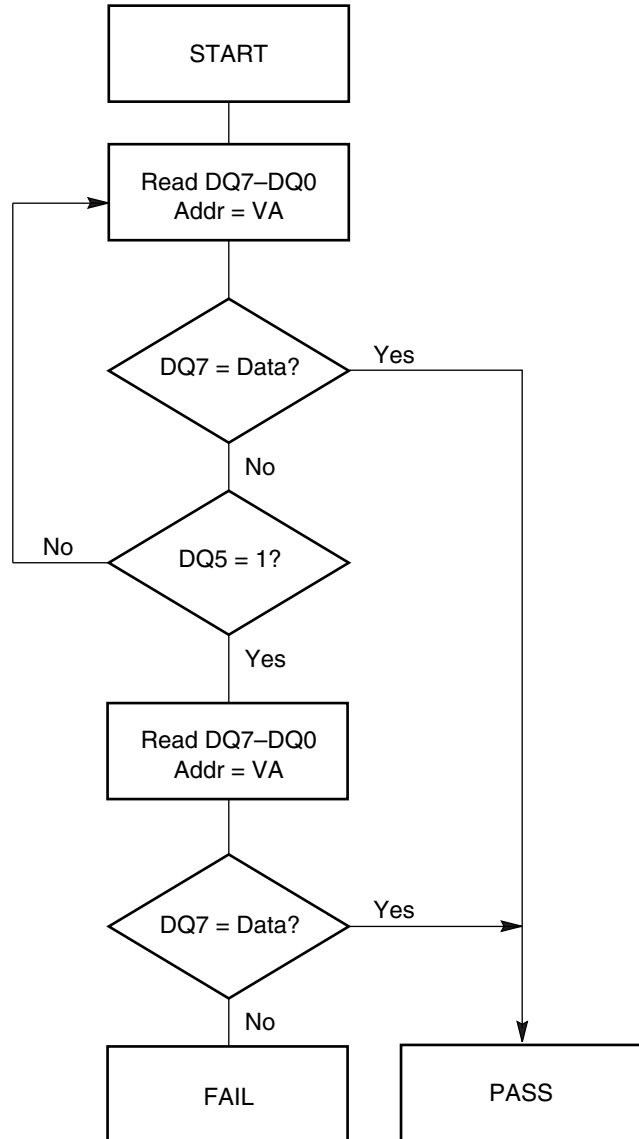 START
Read DQ7–DQ0
Addr = VA
DQ7 = Data?
Yes
No
No
DQ5 = 1?
Yes
Read DQ7–DQ0
Addr = VA
DQ7 = Data?
Yes
No
FAIL
PASS